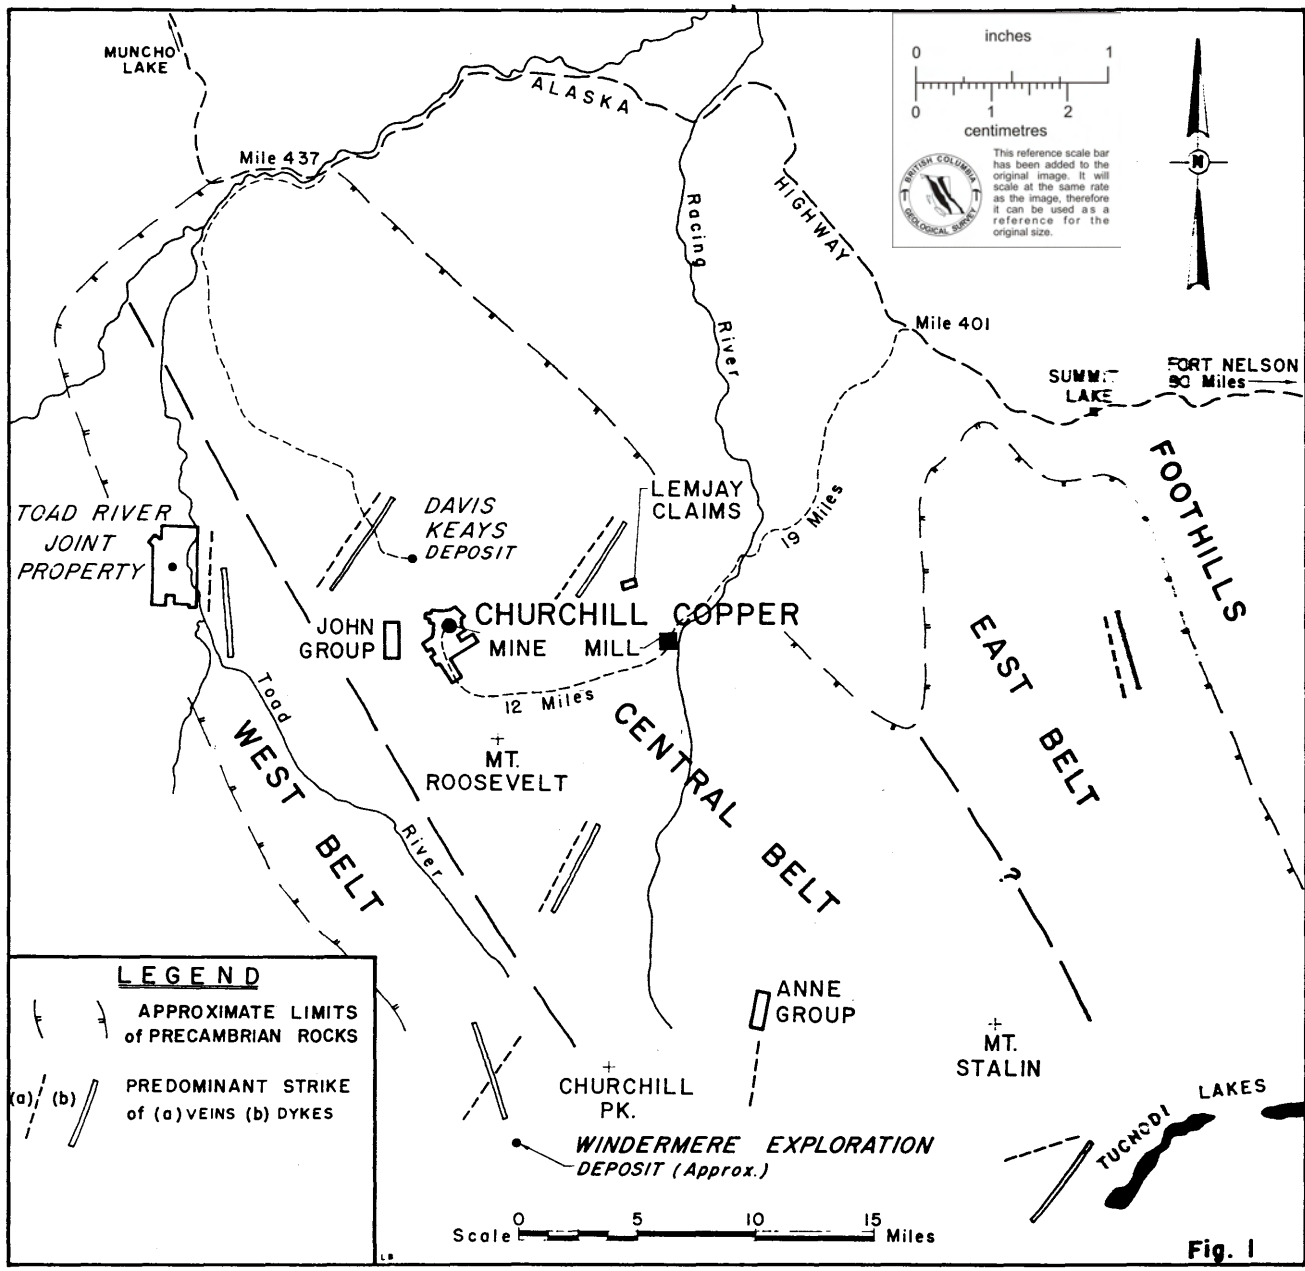 MUNCHO
LAKE
ALASKA
HIGHWAY
inches
0 1
0 1 2
centimetres
This reference scale bar
has been added to the
original image. It will
scale at the same rate
as the image, therefore
it can be used as a
reference for the
original size.
BRITISH COLUMBIA
GEOLOGICAL SURVEY
N
Mile 437
Racing
River
Mile 401
SUMMIT
LAKE
FORT NELSON
Miles
FOOTHILLS
LEMJAY
CLAIMS
19 Miles
DAVIS
KEAYS
DEPOSIT
TOAD RIVER
JOINT
PROPERTY
JOHN
GROUP
CHURCHILL COPPER
MINE MILL
12 Miles
MT.
ROOSEVELT
Toad
River
WEST BELT
CENTRAL BELT
EAST BELT
?
ANNE
GROUP
MT.
STALIN
CHURCHILL
PK.
WINDERMERE EXPLORATION
DEPOSIT (Approx.)
TUCHODI LAKES
LEGEND
APPROXIMATE LIMITS
of PRECAMBRIAN ROCKS
(a) (b) PREDOMINANT STRIKE
of (a) VEINS (b) DYKES
LB
0 5 10 15
Scale Miles
Fig. 1